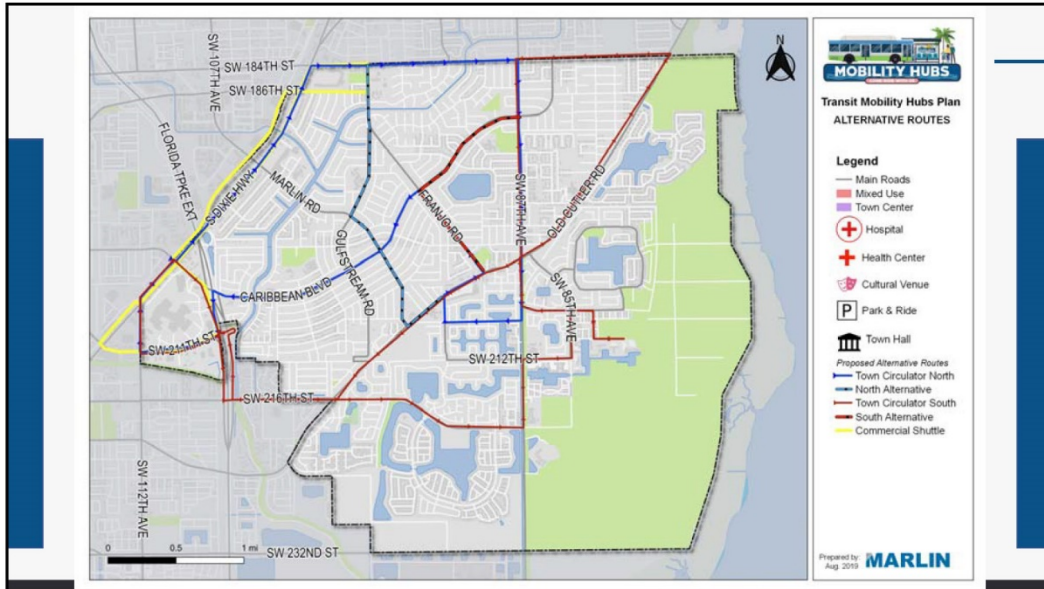 SW 107TH AVE
SW 184TH ST
SW 186TH ST
FLORIDA TPKE EXT
S DIXIE HWY
MARLIN RD
FRANJO RD
SW 87TH AVE
OLD CUTLER RD
GULFSTREAM RD
CARIBBEAN BLVD
SW 85TH AVE
SW 211TH ST
SW 212TH ST
SW 216TH ST
SW 112TH AVE
SW 232ND ST
0 0.5 1 mi
N
MOBILITY HUBS
Transit Mobility Hubs Plan
ALTERNATIVE ROUTES
Legend
Main Roads
Mixed Use
Town Center
Hospital
Health Center
Cultural Venue
P Park & Ride
Town Hall
Proposed Alternative Routes
Town Circulator North
North Alternative
Town Circulator South
South Alternative
Commercial Shuttle
Prepared by:
Aug. 2019
MARLIN